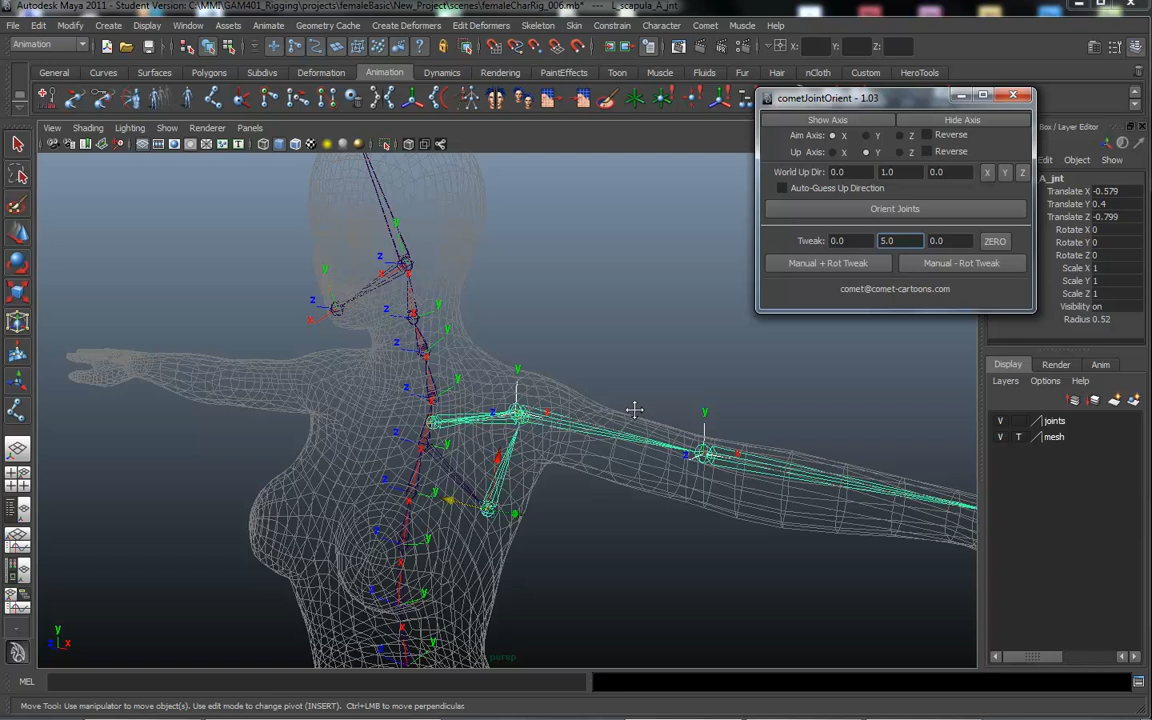 Autodesk Maya 2011 - Student Version: C:\MMI\GAM401_Rigging\projects\femaleBasic\New_Project\scenes\femaleCharRig_006.mb* --- L_scapula_A_jnt
File Edit Modify Create Display Window Assets Animate Geometry Cache Create Deformers Edit Deformers Skeleton Skin Constrain Character Comet Muscle Help
Animation X: Y: Z:
General Curves Surfaces Polygons Subdivs Deformation Animation Dynamics Rendering PaintEffects Toon Muscle Fluids Fur Hair nCloth Custom HeroTools
cometJointOrient - 1.03
Show Axis Hide Axis
Aim Axis: X Y Z Reverse
Up Axis: X Y Z Reverse
World Up Dir: 0.0 1.0 0.0 X Y Z
Auto-Guess Up Direction
Orient Joints
Tweak: 0.0 5.0 0.0 ZERO
Manual + Rot Tweak Manual - Rot Tweak
comet@comet-cartoons.com
View Shading Lighting Show Renderer Panels
Box / Layer Editor
Object Show
A_jnt
Translate X -0.579
Translate Y 0.4
Translate Z -0.799
Rotate X 0
Rotate Y 0
Rotate Z 0
Scale X 1
Scale Y 1
Scale Z 1
Visibility on
Radius 0.52
Display Render Anim
Layers Options Help
V joints
V T mesh
persp
MEL
Move Tool: Use manipulator to move object(s). Use edit mode to change pivot (INSERT). Ctrl+LMB to move perpendicular.